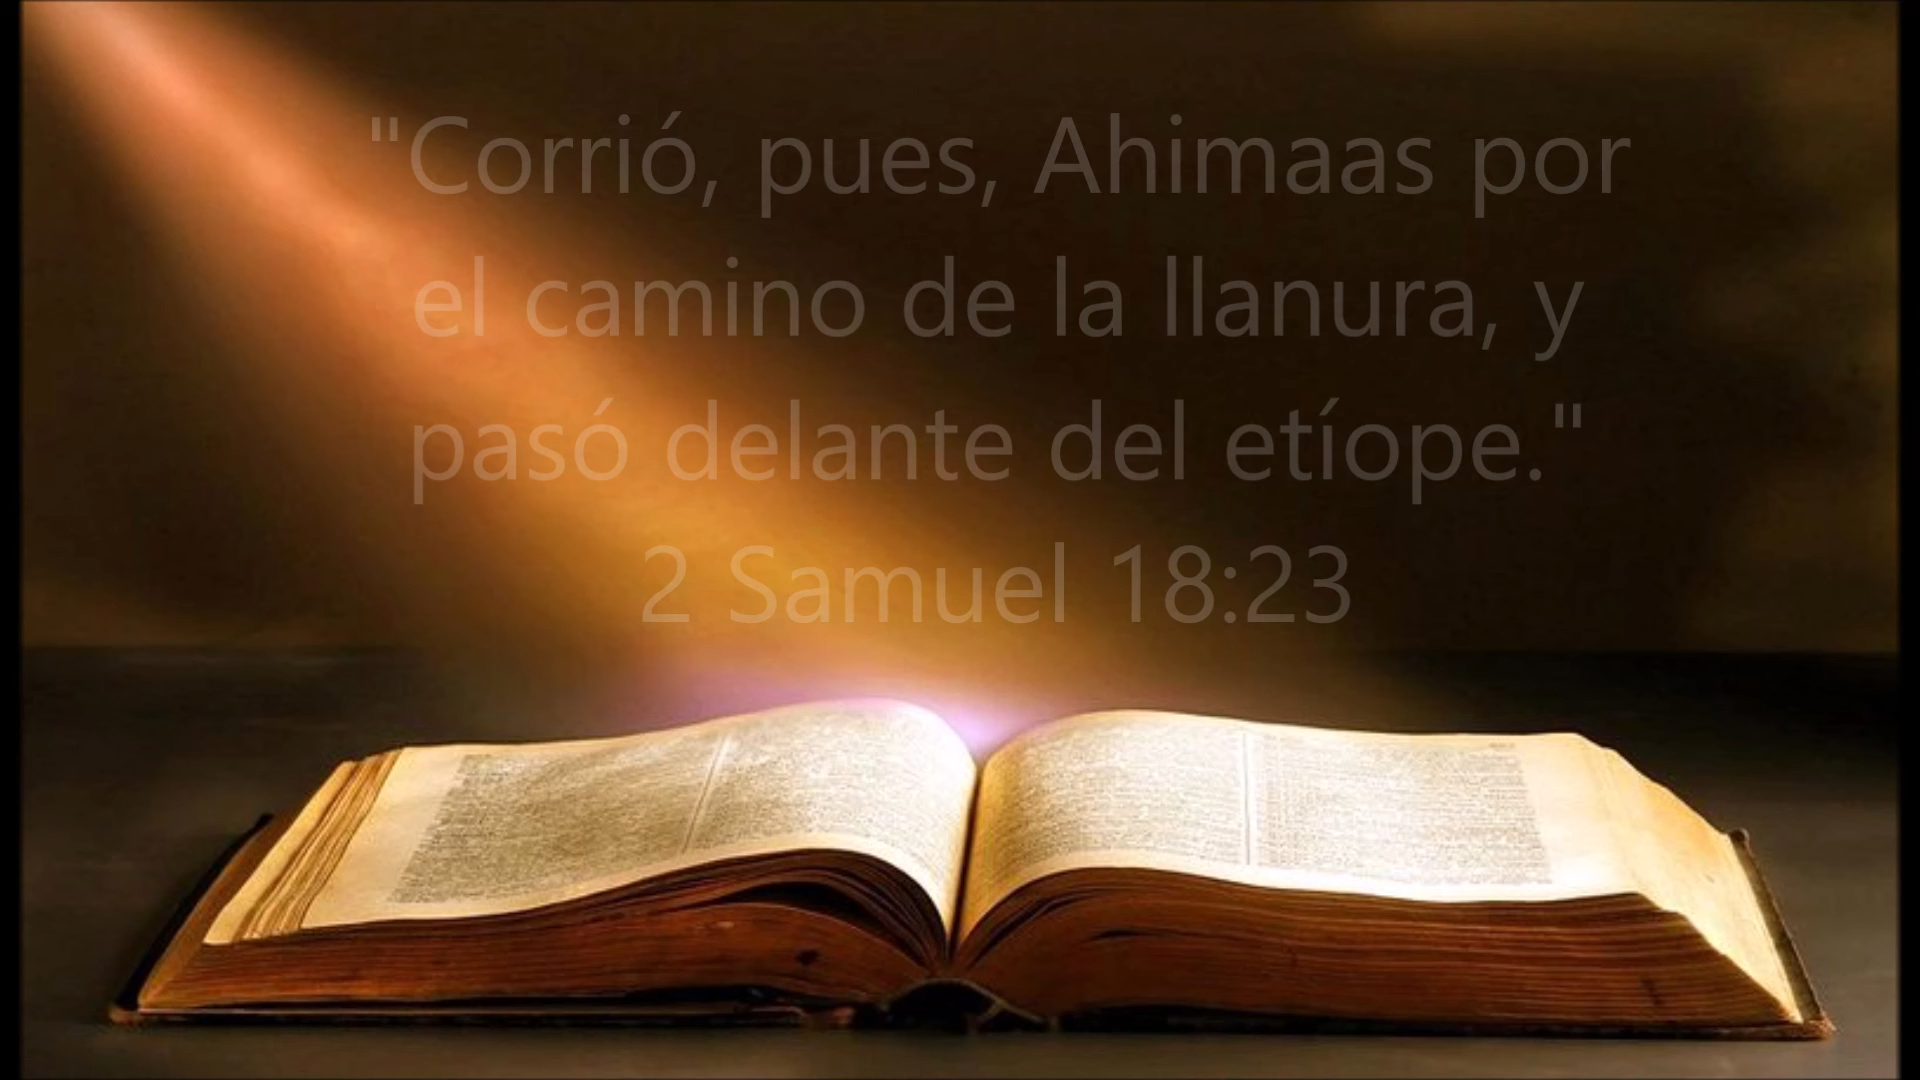 "Corrió, pues, Ahimaas por
el camino de la llanura, y
pasó delante del etíope."
2 Samuel 18:23